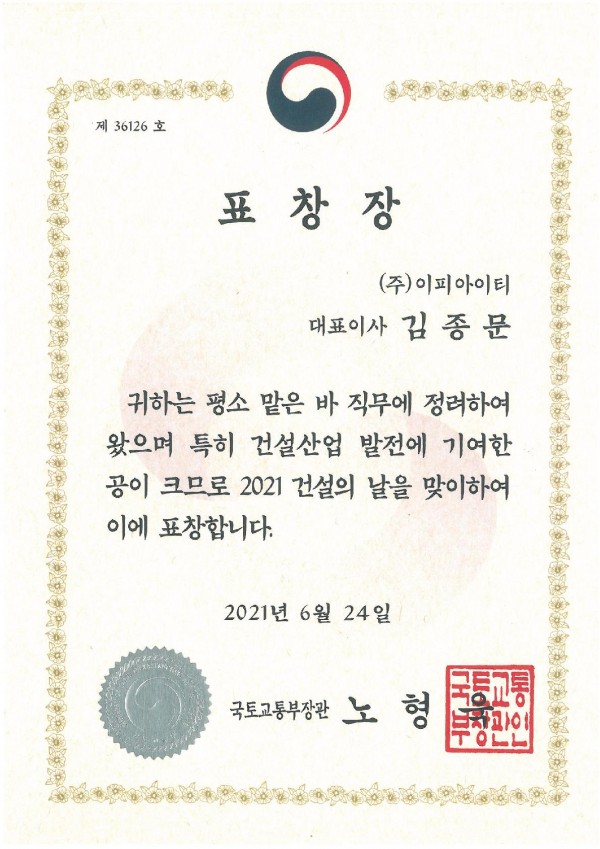 제 36126 호
표 창 장
(주)이피아이티
대표이사 김 종 문
귀하는 평소 맡은 바 직무에 정려하여
왔으며 특히 건설산업 발전에 기여한
공이 크므로 2021 건설의 날을 맞이하여
이에 표창합니다.
2021년 6월 24일
국토교통부장관 노 형 욱
국토교통
부장관인